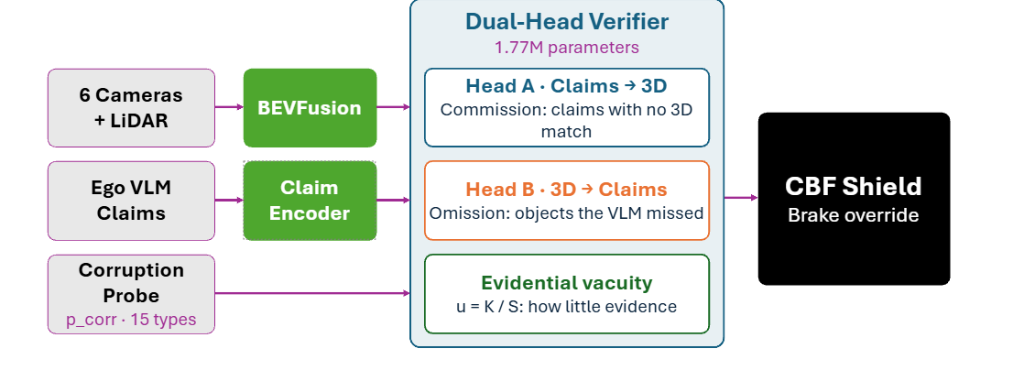 Dual-Head Verifier
1.77M parameters
6 Cameras
+ LiDAR
BEVFusion
Head A · Claims → 3D
Commission: claims with no 3D
match
Ego VLM
Claims
Claim
Encoder
Head B · 3D → Claims
Omission: objects the VLM missed
Corruption
Probe
p_corr · 15 types
Evidential vacuity
u = K / S: how little evidence
CBF Shield
Brake override